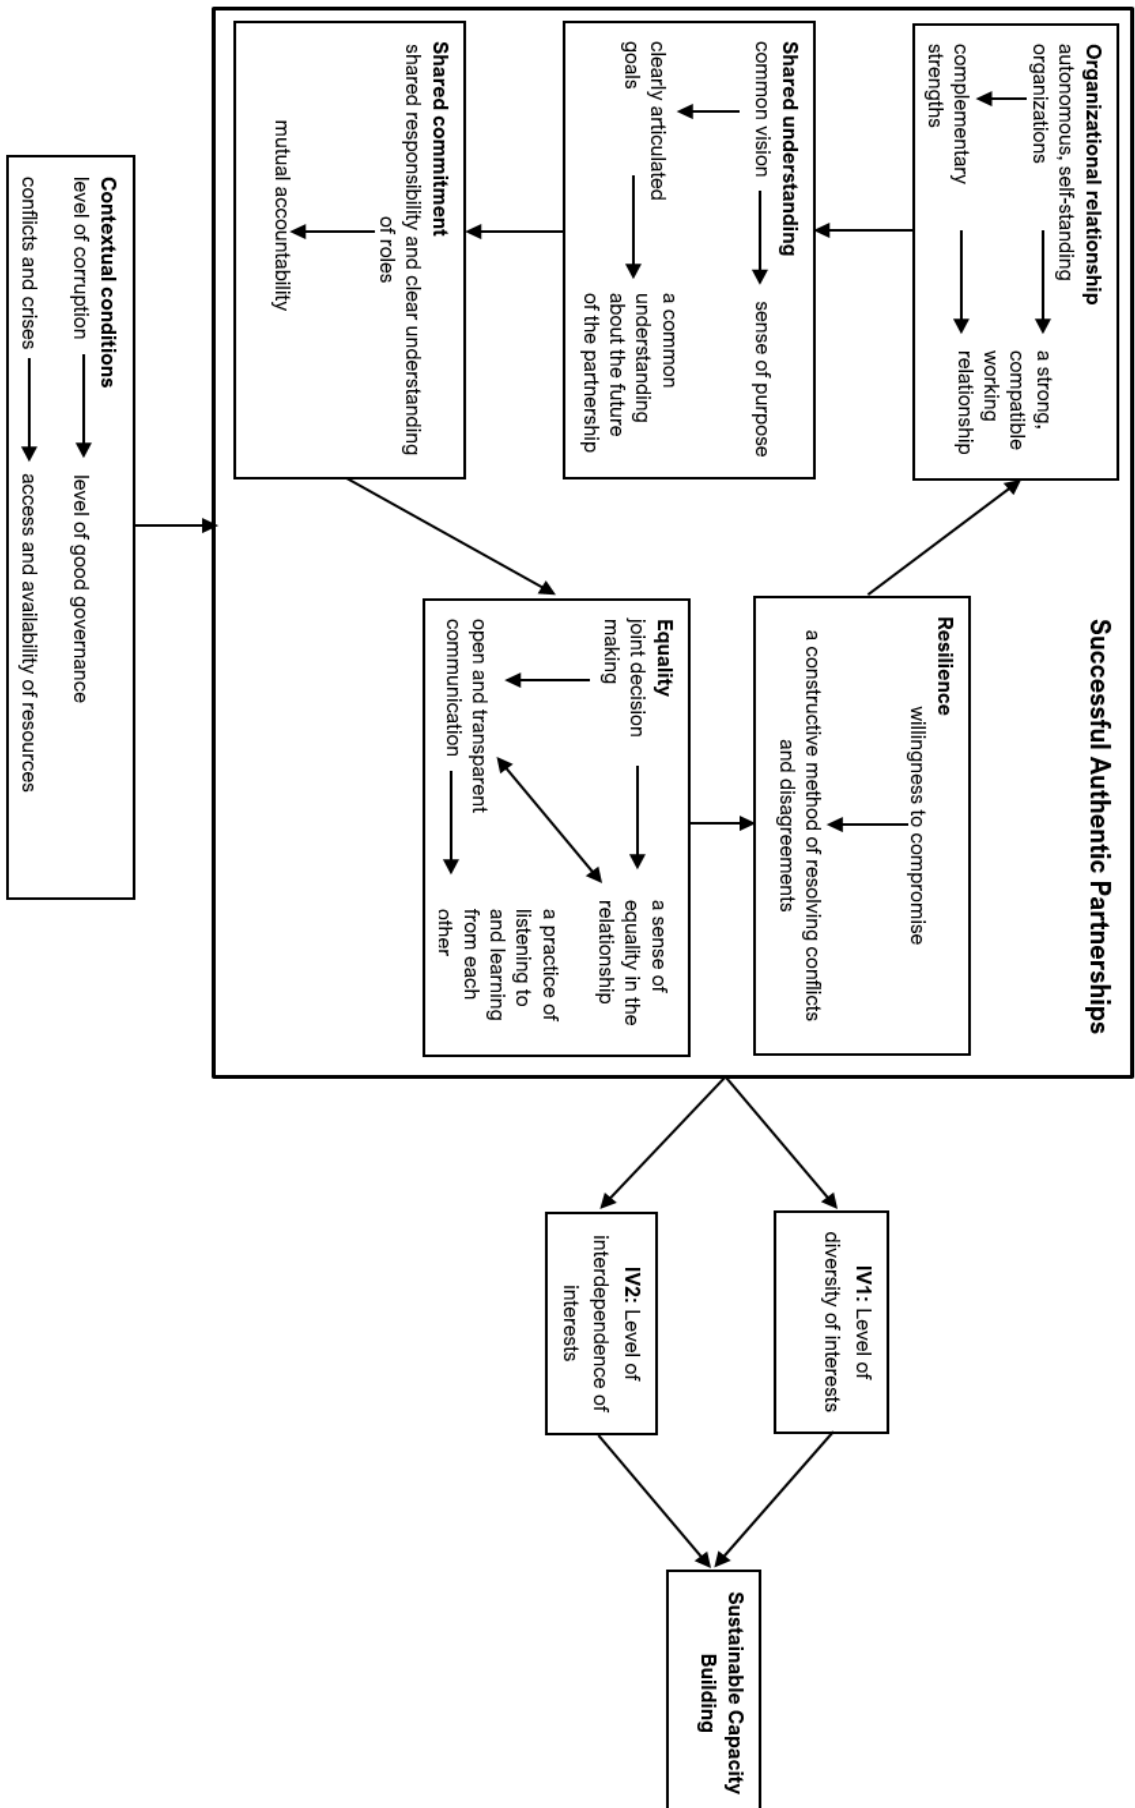 Successful Authentic Partnerships
Organizational relationship
autonomous, self-standing
organizations
complementary
strengths
a strong,
compatible
working
relationship
Shared understanding
common vision
sense of purpose
clearly articulated
goals
a common
understanding
about the future
of the partnership
Shared commitment
shared responsibility and clear understanding
of roles
mutual accountability
Resilience
willingness to compromise
a constructive method of resolving conflicts
and disagreements
Equality
joint decision
making
a sense of
equality in the
relationship
open and transparent
communication
a practice of
listening to
and learning
from each
other
IV1: Level of
diversity of interests
IV2: Level of
interdependence of
interests
Sustainable Capacity
Building
Contextual conditions
level of corruption
level of good governance
conflicts and crises
access and availability of resources